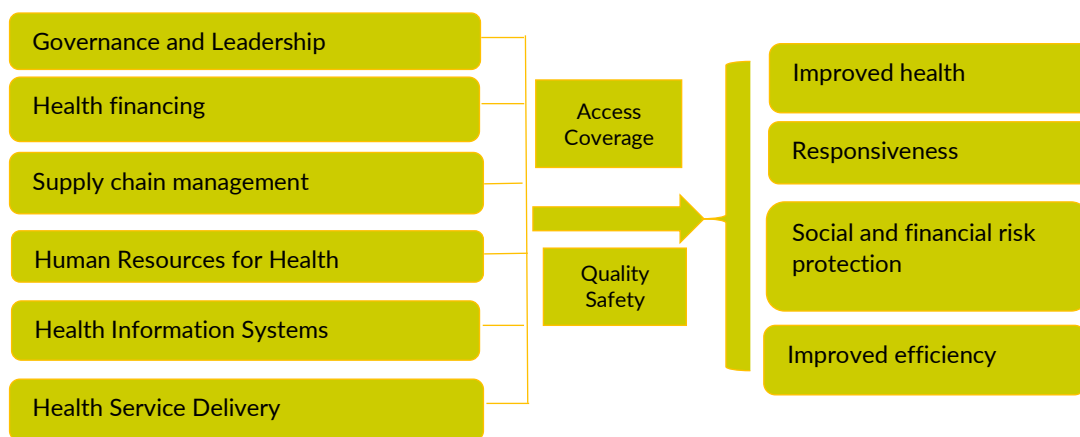 Governance and Leadership
Health financing
Supply chain management
Human Resources for Health
Health Information Systems
Health Service Delivery
Access
Coverage
Quality
Safety
Improved health
Responsiveness
Social and financial risk
protection
Improved efficiency